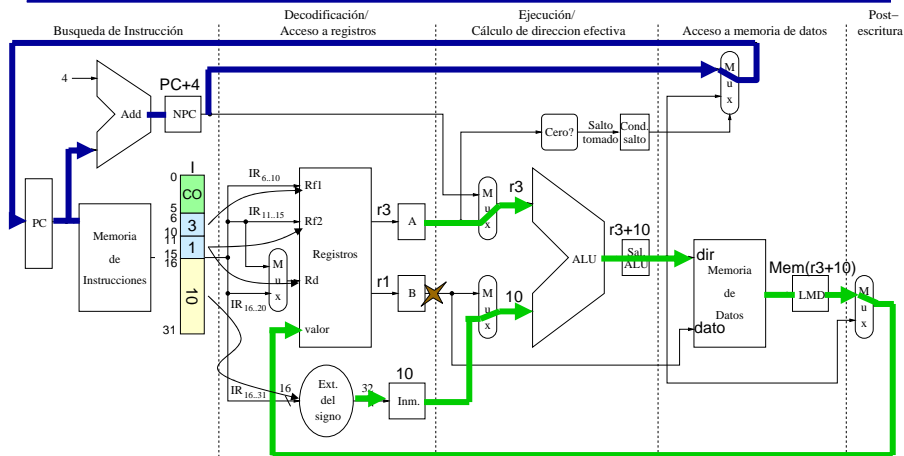 Busqueda de Instrucción
Decodificación/
Acceso a registros
Ejecución/
Cálculo de direccion efectiva
Acceso a memoria de datos
Post–
escritura
4
Add
PC+4
NPC
PC
Memoria
de
Instrucciones
I
0
CO
5
6
3
10
11
1
15
16
10
31
IR6..10
IR11..15
IR16..20
IR16..31
M
u
x
Rf1
Rf2
Registros
Rd
valor
16
Ext.
del
signo
32
10
Inm.
r3
A
r1
B
M
u
x
r3
M
u
x
10
Cero?
Salto
tomado
Cond.
salto
ALU
r3+10
Sal
ALU
M
u
x
dir
Memoria
de
Datos
dato
Mem(r3+10)
LMD
M
u
x